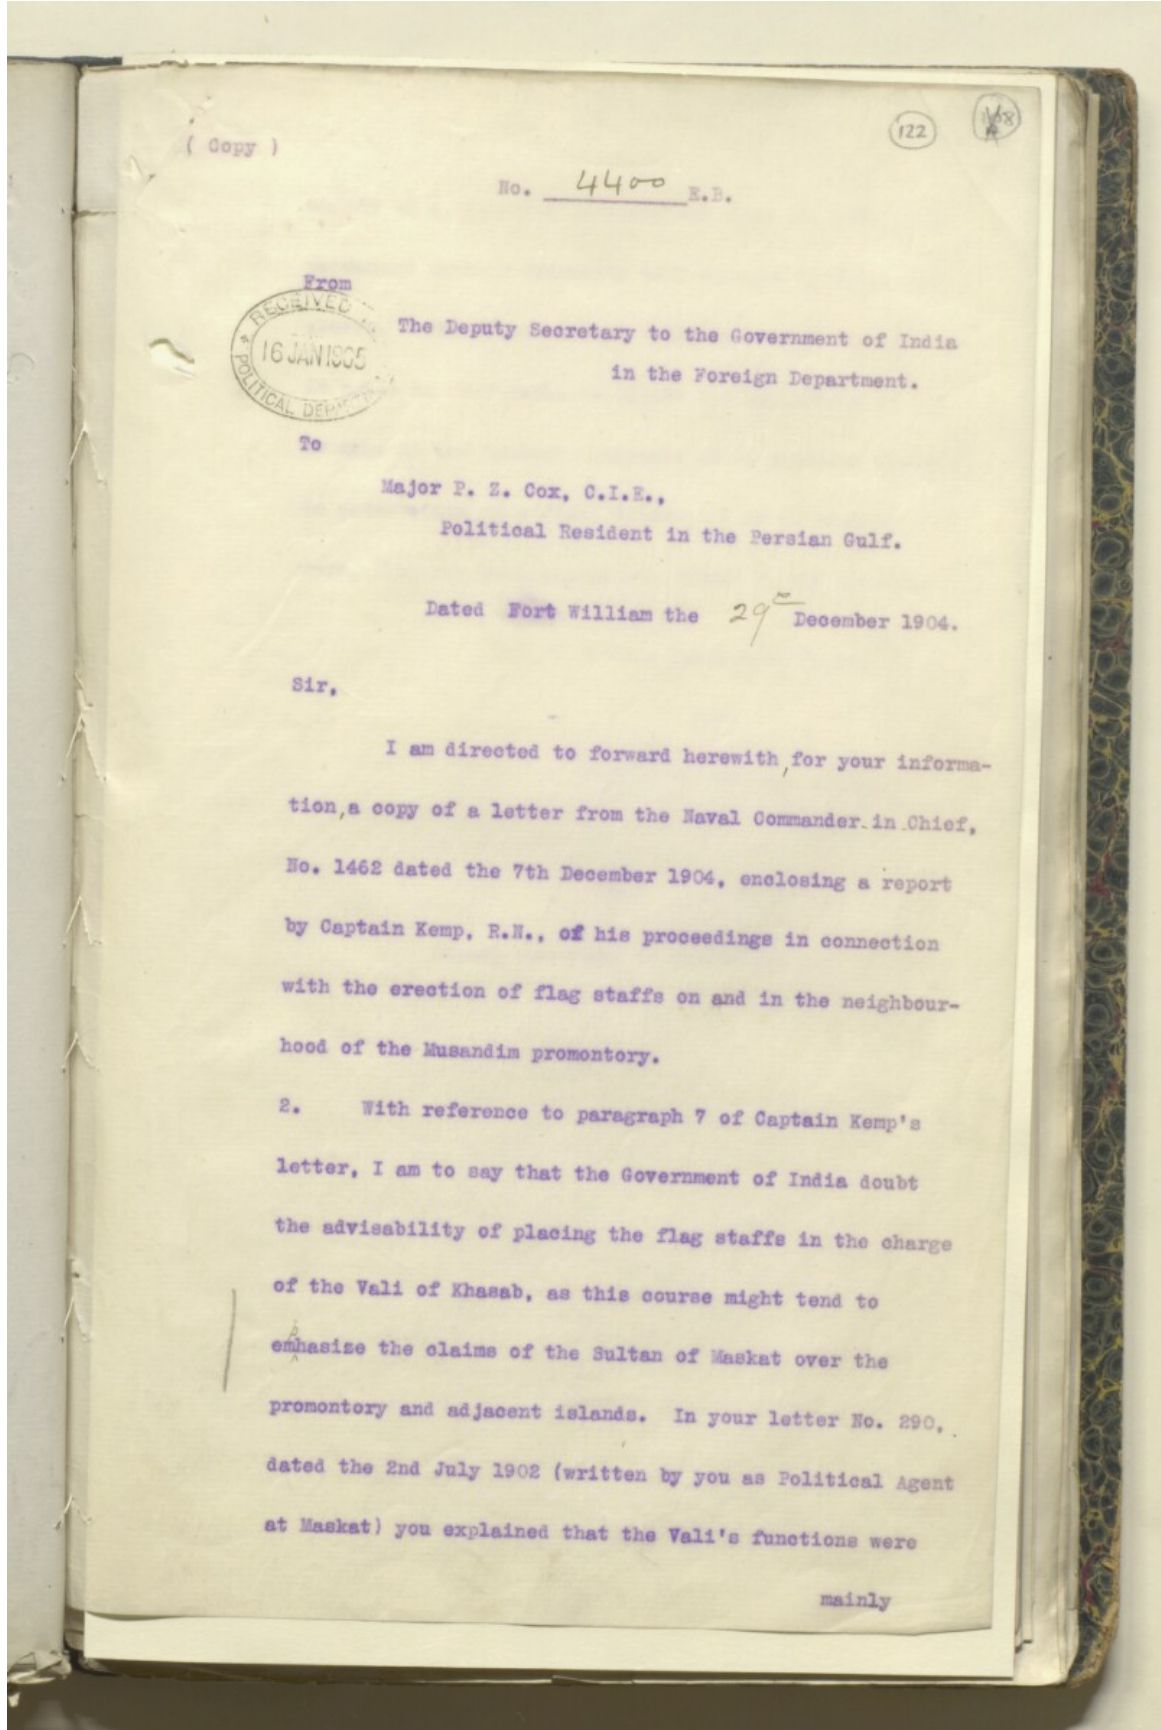 ( Copy )
122
No. 4400 E.B.
From
RECEIVED
16 JAN 1905
POLITICAL DEPARTMENT
The Deputy Secretary to the Government of India
in the Foreign Department.
To
Major P. Z. Cox, C.I.E.,
Political Resident in the Persian Gulf.
Dated Fort William the 29th December 1904.
Sir,
I am directed to forward herewith, for your informa-
tion, a copy of a letter from the Naval Commander-in-Chief,
No. 1462 dated the 7th December 1904, enclosing a report
by Captain Kemp, R.N., of his proceedings in connection
with the erection of flag staffs on and in the neighbour-
hood of the Musandim promontory.
2. With reference to paragraph 7 of Captain Kemp's
letter, I am to say that the Government of India doubt
the advisability of placing the flag staffs in the charge
of the Vali of Khasab, as this course might tend to
emphasize the claims of the Sultan of Maskat over the
promontory and adjacent islands. In your letter No. 290,
dated the 2nd July 1902 (written by you as Political Agent
at Maskat) you explained that the Vali's functions were
mainly